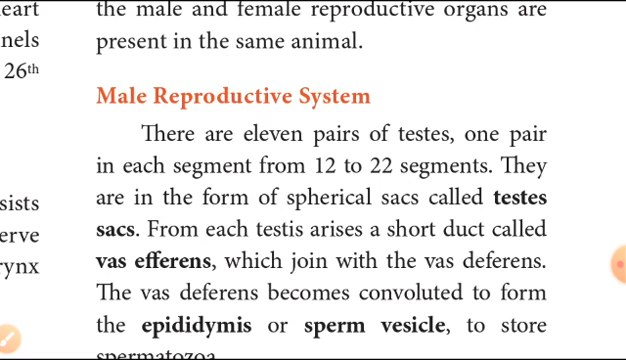 eart
nels
26th
sists
erve
rynx
the male and female reproductive organs are
present in the same animal.
Male Reproductive System
There are eleven pairs of testes, one pair
in each segment from 12 to 22 segments. They
are in the form of spherical sacs called testes
sacs. From each testis arises a short duct called
vas efferens, which join with the vas deferens.
The vas deferens becomes convoluted to form
the epididymis or sperm vesicle, to store
spermatozoa